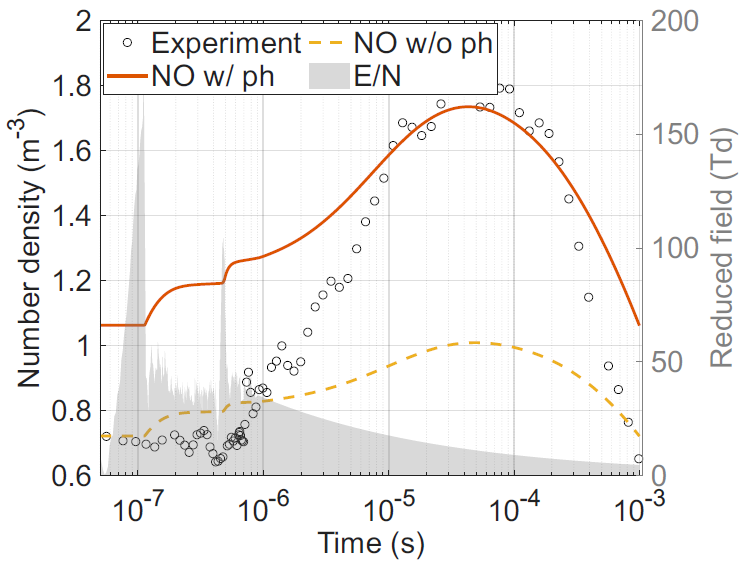 Experiment
NO w/o ph
NO w/ ph
E/N
Number density (m⁻³)
2
1.8
1.6
1.4
1.2
1
0.8
0.6
200
150
100
50
0
Reduced field (Td)
10⁻⁷ 10⁻⁶ 10⁻⁵ 10⁻⁴ 10⁻³
Time (s)